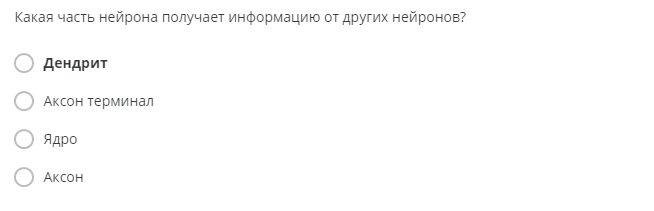 Какая часть нейрона получает информацию от других нейронов?
Дендрит
Аксон терминал
Ядро
Аксон